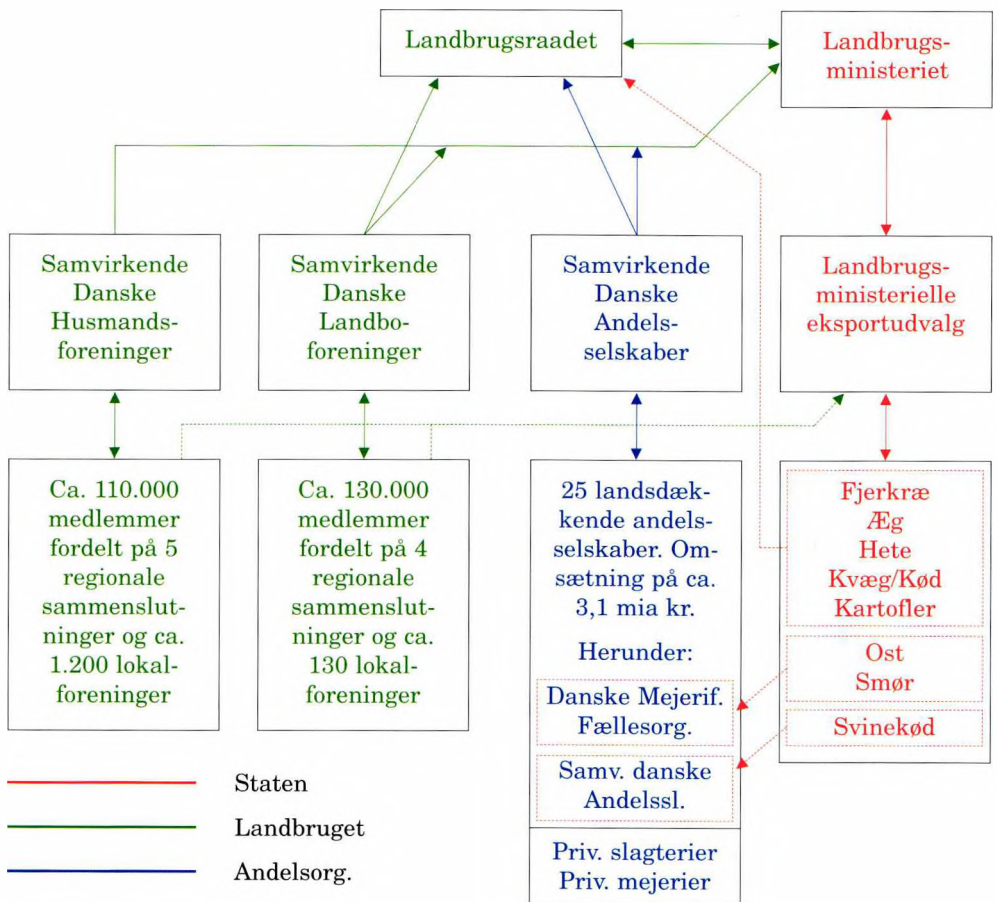 Landbrugsraadet
Landbrugs-
ministeriet
Samvirkende
Danske
Husmands-
foreninger
Samvirkende
Danske
Landbo-
foreninger
Samvirkende
Danske
Andels-
selskaber
Landbrugs-
ministerielle
eksportudvalg
Ca. 110.000
medlemmer
fordelt på 5
regionale
sammenslut-
ninger og ca.
1.200 lokal-
foreninger
Ca. 130.000
medlemmer
fordelt på 4
regionale
sammenslut-
ninger og ca.
130 lokal-
foreninger
25 landsdæk-
kende andels-
selskaber. Om-
sætning på ca.
3,1 mia kr.
Herunder:
Danske Mejerif.
Fællesorg.
Samv. danske
Andelssl.
Priv. slagterier
Priv. mejerier
Fjerkræ
Æg
Hete
Kvæg/Kød
Kartofler
Ost
Smør
Svinekød
Staten
Landbruget
Andelsorg.